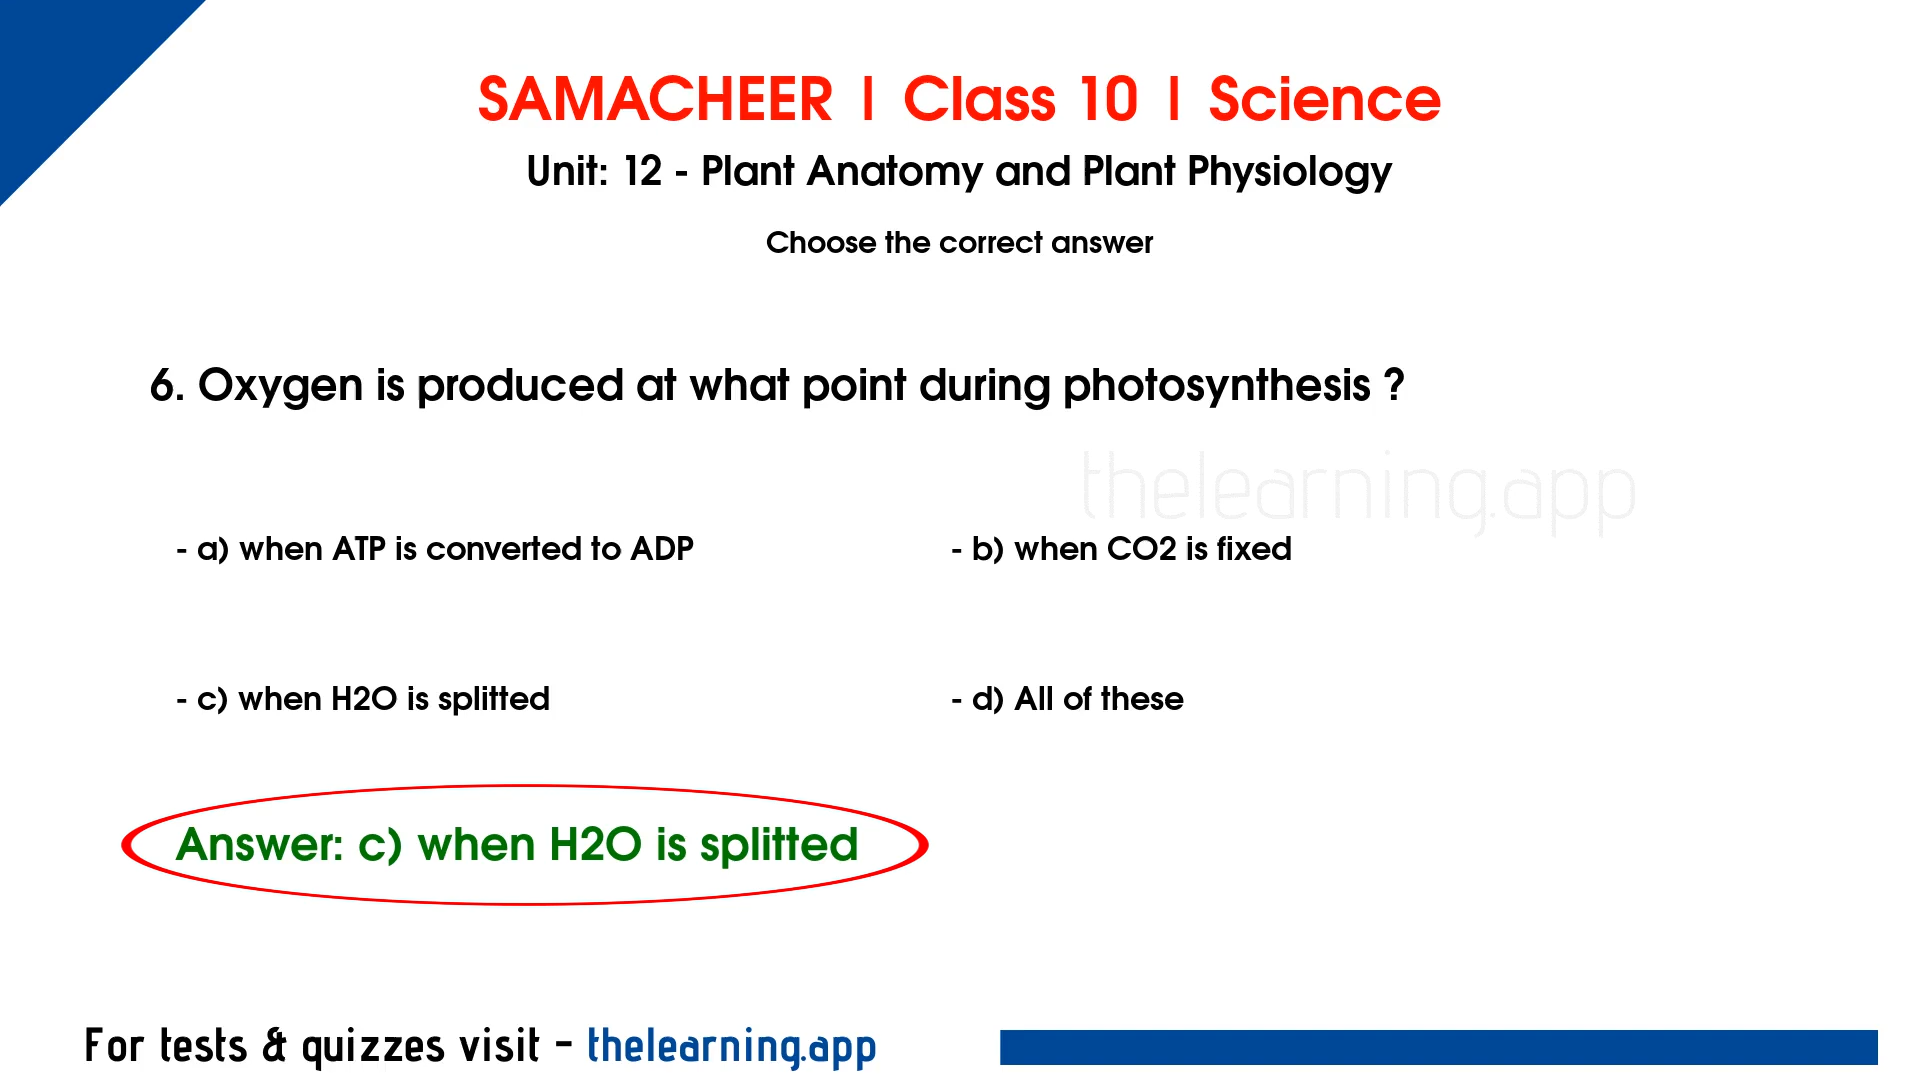 SAMACHEER | Class 10 | Science
Unit: 12 - Plant Anatomy and Plant Physiology
Choose the correct answer
6. Oxygen is produced at what point during photosynthesis ?
thelearning.app
- a) when ATP is converted to ADP
- b) when CO2 is fixed
- c) when H2O is splitted
- d) All of these
Answer: c) when H2O is splitted
For tests & quizzes visit - thelearning.app